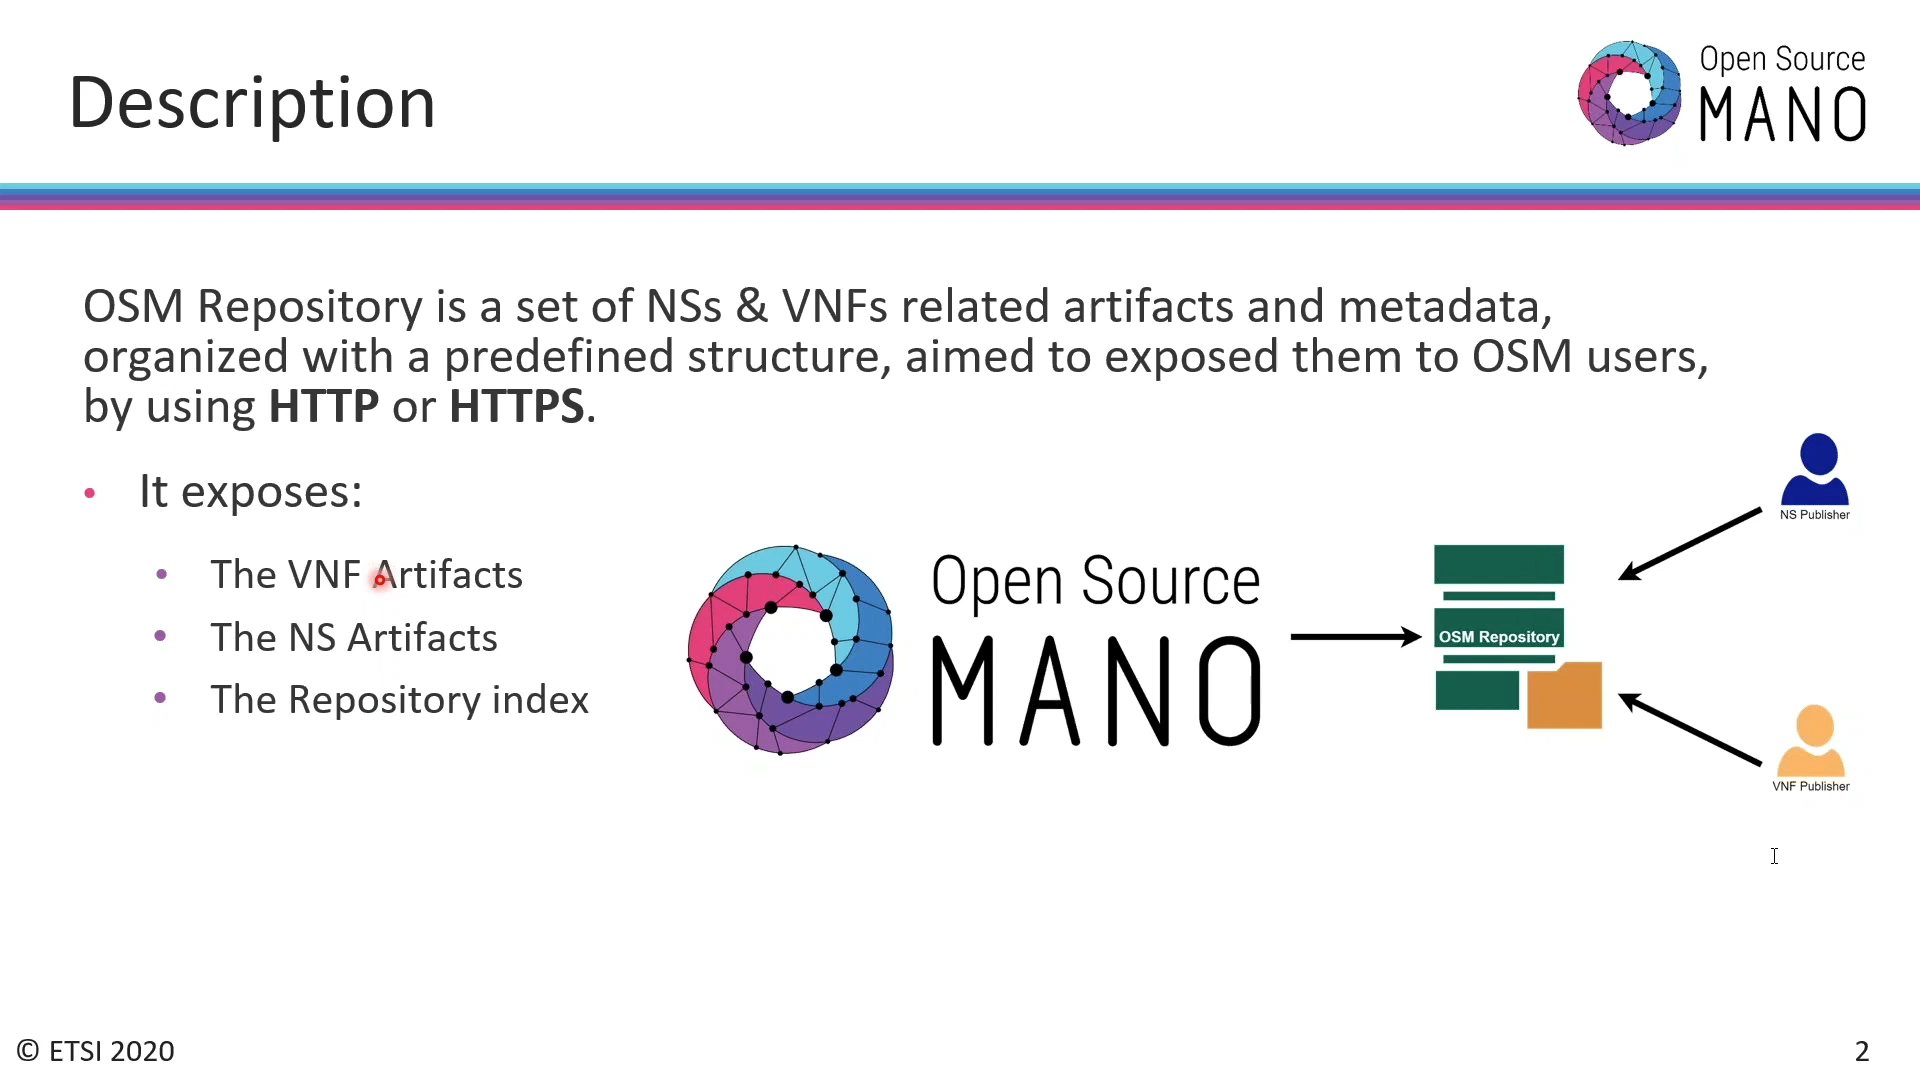 Description
Open Source
MANO
OSM Repository is a set of NSs & VNFs related artifacts and metadata,
organized with a predefined structure, aimed to exposed them to OSM users,
by using HTTP or HTTPS.
• It exposes:
• The VNF Artifacts
• The NS Artifacts
• The Repository index
Open Source
MANO
OSM Repository
NS Publisher
VNF Publisher
© ETSI 2020
2